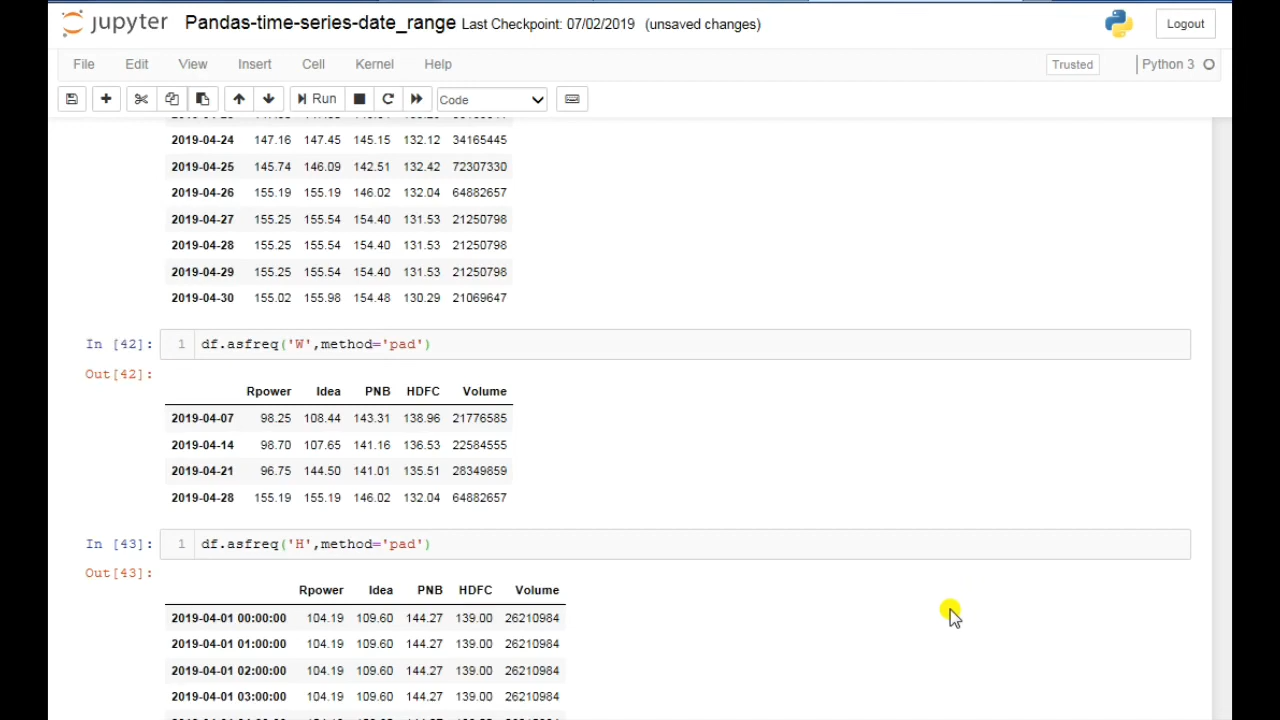 jupyter Pandas-time-series-date_range Last Checkpoint: 07/02/2019 (unsaved changes) Logout
File Edit View Insert Cell Kernel Help Trusted Python 3
Run Code
2019-04-24 147.16 147.45 145.15 132.12 34165445
2019-04-25 145.74 146.09 142.51 132.42 72307330
2019-04-26 155.19 155.19 146.02 132.04 64882657
2019-04-27 155.25 155.54 154.40 131.53 21250798
2019-04-28 155.25 155.54 154.40 131.53 21250798
2019-04-29 155.25 155.54 154.40 131.53 21250798
2019-04-30 155.02 155.98 154.48 130.29 21069647
In [42]: 1 df.asfreq('W',method='pad')
Out[42]:
Rpower Idea PNB HDFC Volume
2019-04-07 98.25 108.44 143.31 138.96 21776585
2019-04-14 98.70 107.65 141.16 136.53 22584555
2019-04-21 96.75 144.50 141.01 135.51 28349859
2019-04-28 155.19 155.19 146.02 132.04 64882657
In [43]: 1 df.asfreq('H',method='pad')
Out[43]:
Rpower Idea PNB HDFC Volume
2019-04-01 00:00:00 104.19 109.60 144.27 139.00 26210984
2019-04-01 01:00:00 104.19 109.60 144.27 139.00 26210984
2019-04-01 02:00:00 104.19 109.60 144.27 139.00 26210984
2019-04-01 03:00:00 104.19 109.60 144.27 139.00 26210984